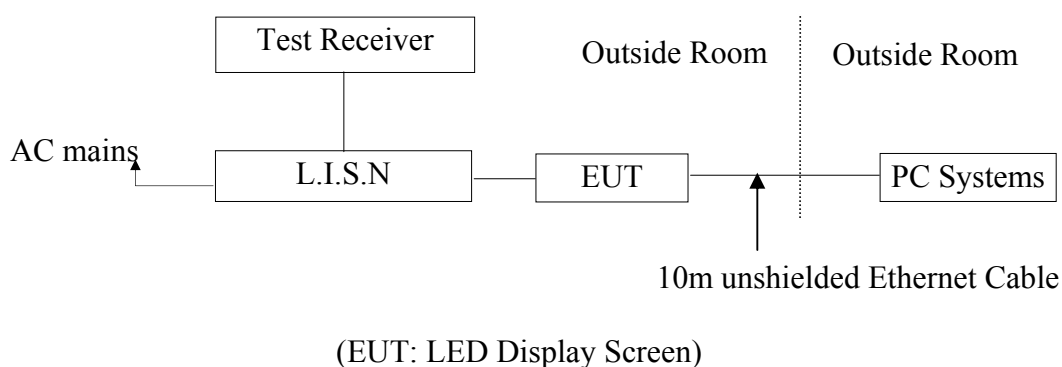 Test Receiver
Outside Room
Outside Room
AC mains
L.I.S.N
EUT
PC Systems
10m unshielded Ethernet Cable
(EUT: LED Display Screen)